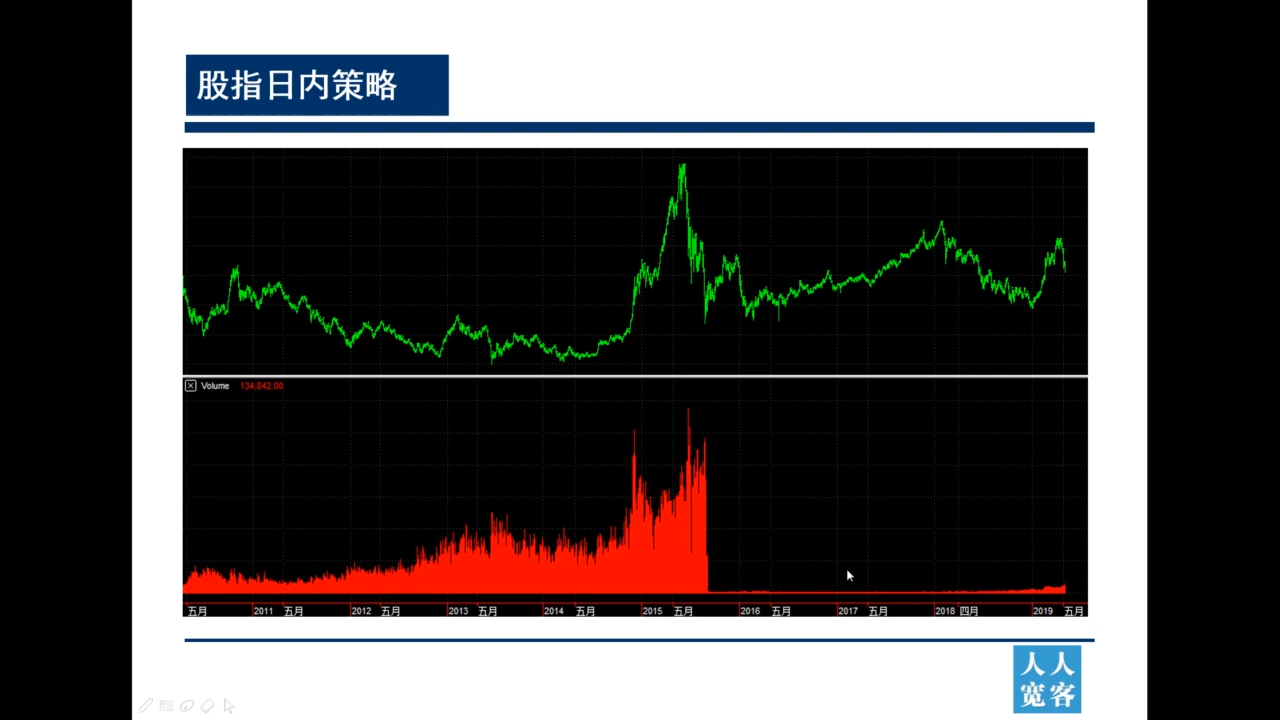 股指日内策略
Volume 134,842.00
五月 2011 五月 2012 五月 2013 五月 2014 五月 2015 五月 2016 五月 2017 五月 2018 四月 2019 五月
人人
宽客